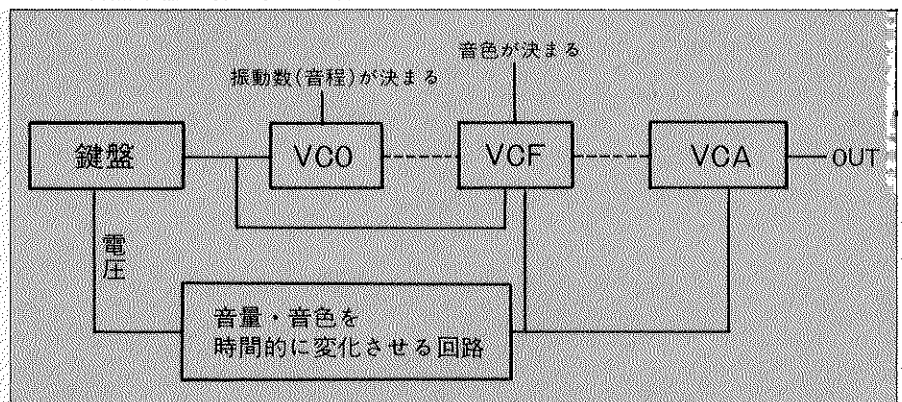 音色が決まる
振動数(音程)が決まる
鍵盤
VCO
VCF
VCA
OUT
電圧
音量・音色を
時間的に変化させる回路